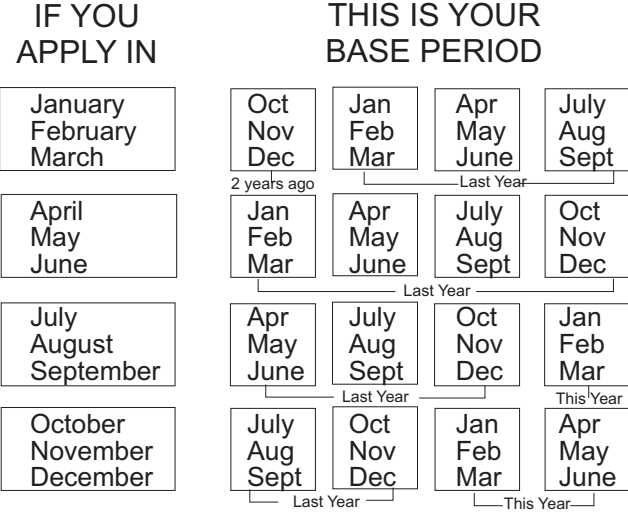 IF YOU
APPLY IN
THIS IS YOUR
BASE PERIOD
January
February
March
Oct
Nov
Dec
Jan
Feb
Mar
Apr
May
June
July
Aug
Sept
2 years ago
Last Year
April
May
June
Jan
Feb
Mar
Apr
May
June
July
Aug
Sept
Oct
Nov
Dec
Last Year
July
August
September
Apr
May
June
July
Aug
Sept
Oct
Nov
Dec
Jan
Feb
Mar
Last Year
This Year
October
November
December
July
Aug
Sept
Oct
Nov
Dec
Jan
Feb
Mar
Apr
May
June
Last Year
This Year